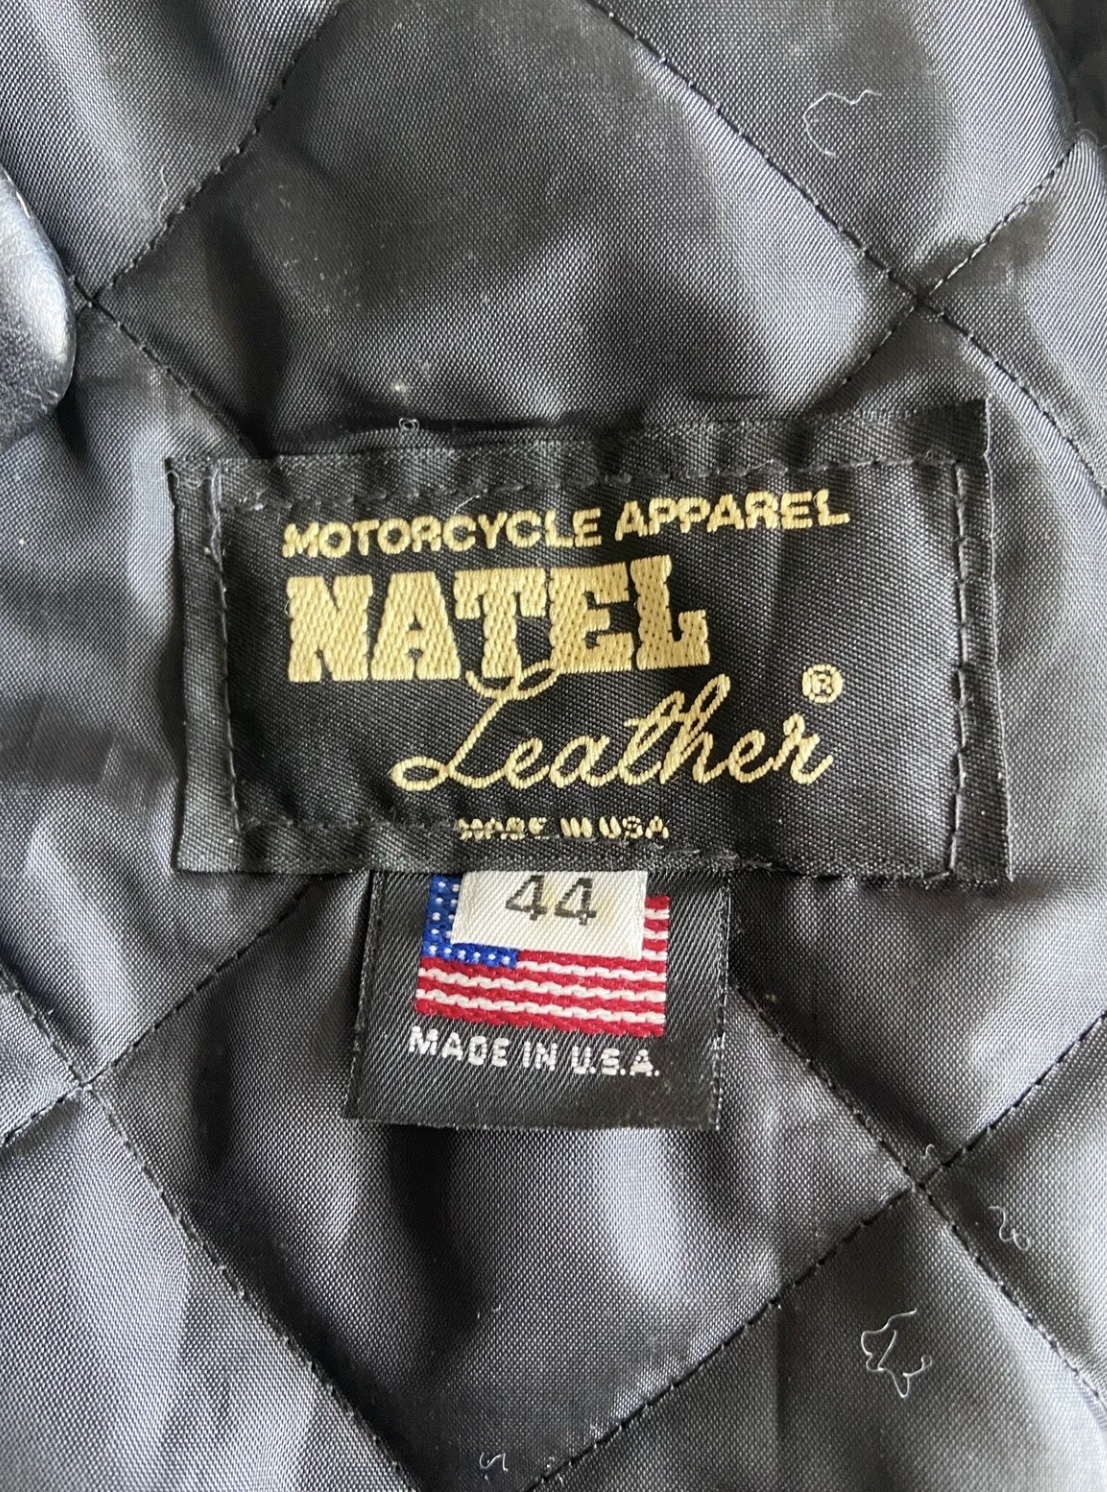 MOTORCYCLE APPAREL
NATEL
Leather ®
MADE IN USA
44
MADE IN U.S.A.